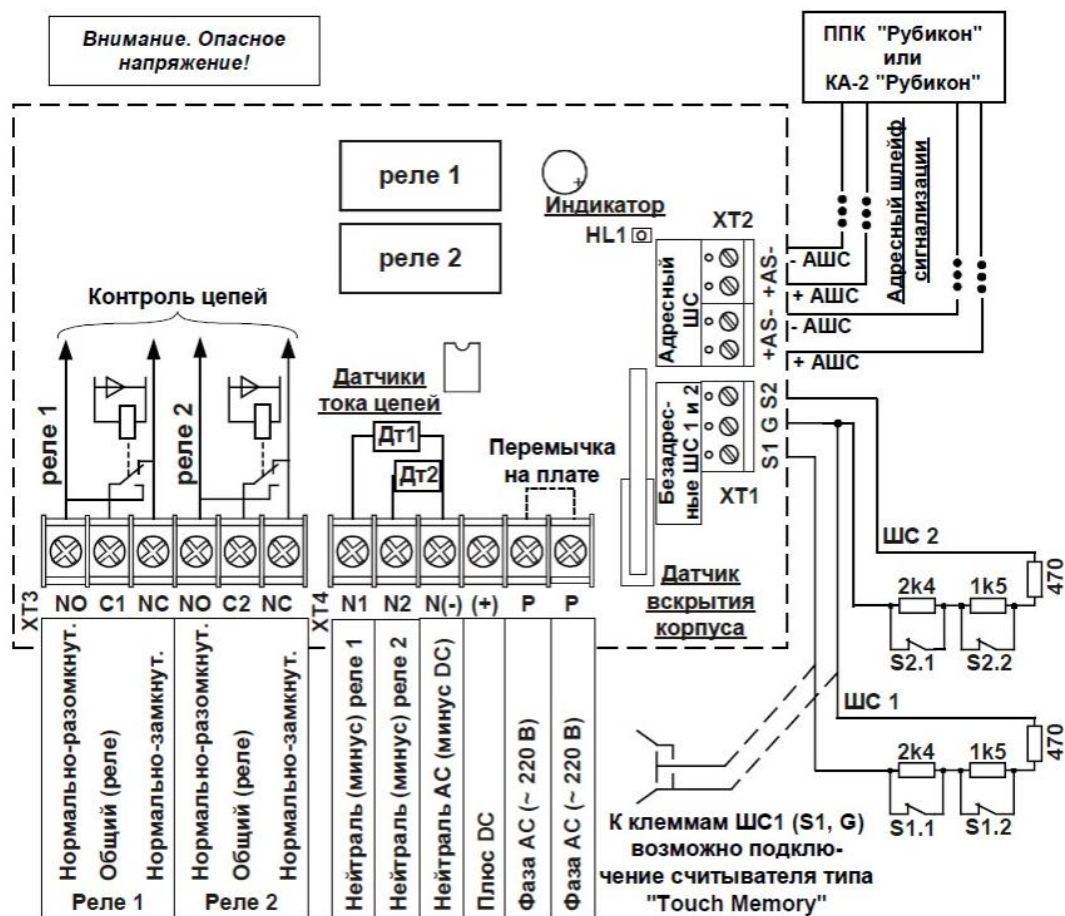 Внимание. Опасное
напряжение!
ППК "Рубикон"
или
КА-2 "Рубикон"
Адресный шлейф
сигнализации
реле 1
реле 2
Индикатор
HL1
XT2
Адресный
ШС
+AS-
+AS-
- АШС
+ АШС
- АШС
+ АШС
Контроль цепей
реле 1
реле 2
Датчики
тока цепей
Дт1
Дт2
Перемычка
на плате
Безадрес-
ные ШС 1 и 2
S1 G S2
XT1
Датчик
вскрытия
корпуса
XT3
NO C1 NC NO C2 NC
XT4
N1 N2 N(-) (+) P P
Нормально-разомкнут.
Общий (реле)
Нормально-замкнут.
Нормально-разомкнут.
Общий (реле)
Нормально-замкнут.
Реле 1
Реле 2
Нейтраль (минус) реле 1
Нейтраль (минус) реле 2
Нейтраль АС (минус DC)
Плюс DC
Фаза АС (~ 220 В)
Фаза АС (~ 220 В)
ШС 2
2k4
1k5
470
S2.1
S2.2
ШС 1
2k4
1k5
470
S1.1
S1.2
К клеммам ШС1 (S1, G)
возможно подклю-
чение считывателя типа
"Touch Memory"